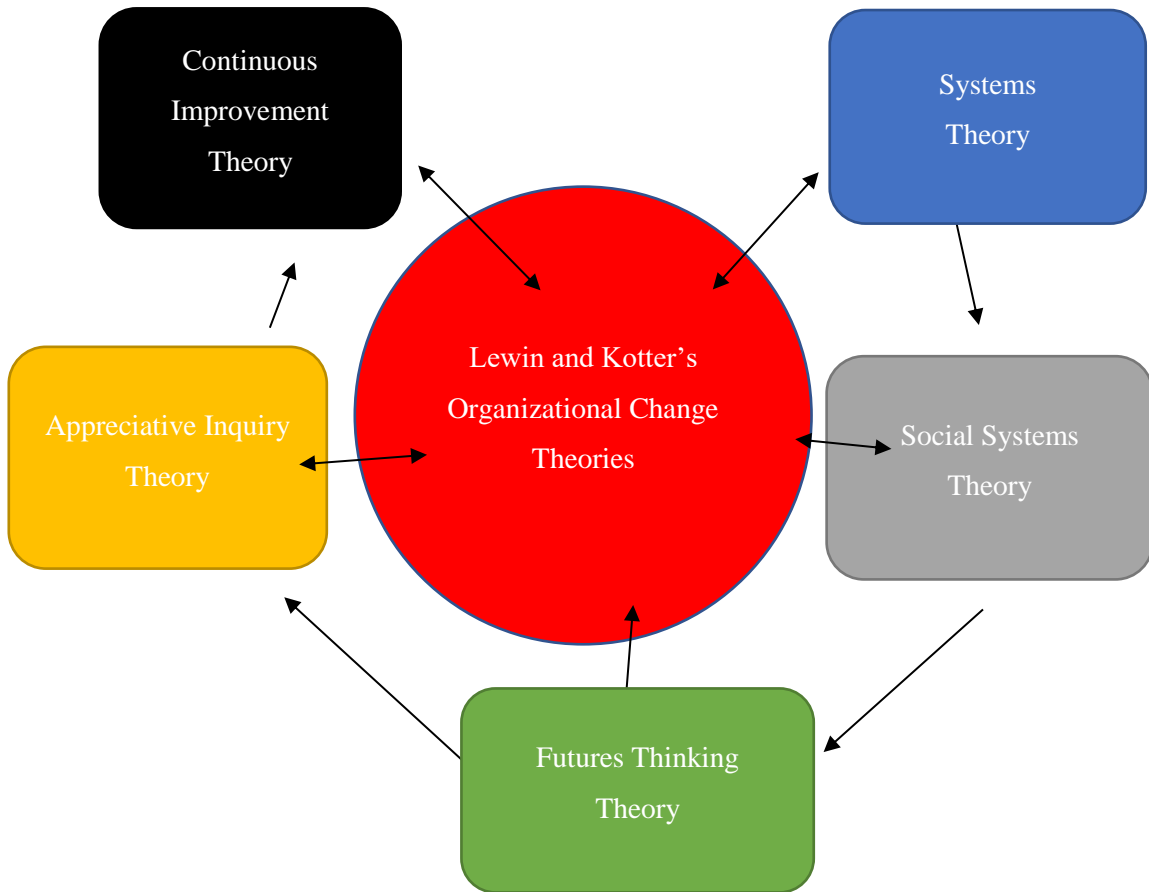 Continuous
Improvement
Theory
Systems
Theory
Lewin and Kotter’s
Organizational Change
Theories
Appreciative Inquiry
Theory
Social Systems
Theory
Futures Thinking
Theory